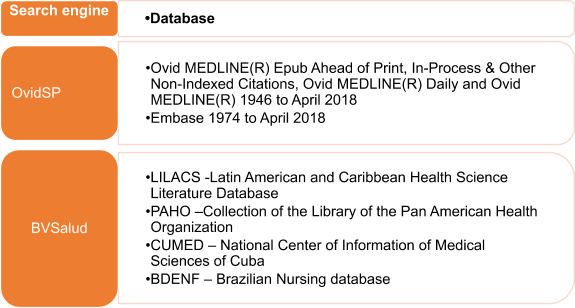 Search engine
•Database
OvidSP
•Ovid MEDLINE(R) Epub Ahead of Print, In-Process & Other
Non-Indexed Citations, Ovid MEDLINE(R) Daily and Ovid
MEDLINE(R) 1946 to April 2018
•Embase 1974 to April 2018
BVSalud
•LILACS -Latin American and Caribbean Health Science
Literature Database
•PAHO –Collection of the Library of the Pan American Health
Organization
•CUMED – National Center of Information of Medical
Sciences of Cuba
•BDENF – Brazilian Nursing database